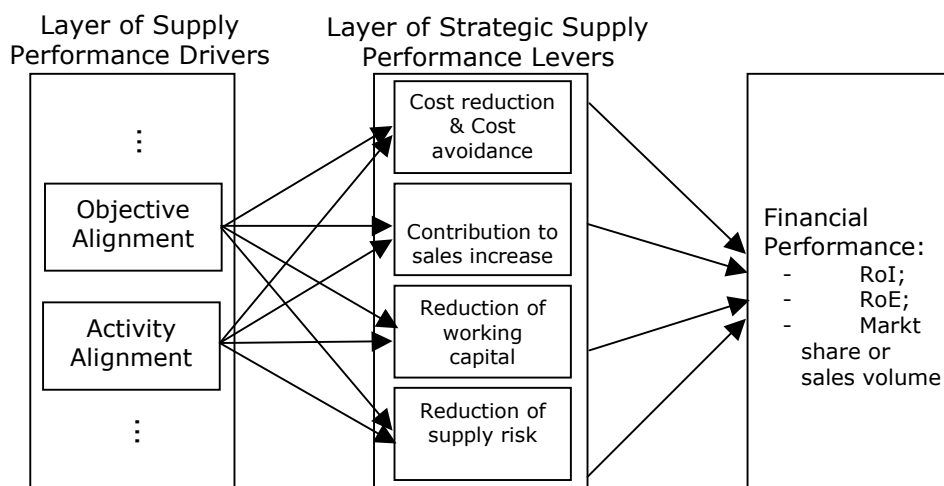 Layer of Supply
Performance Drivers
...
Objective
Alignment
Activity
Alignment
...
Layer of Strategic Supply
Performance Levers
Cost reduction
& Cost
avoidance
Contribution to
sales increase
Reduction of
working
capital
Reduction of
supply risk
Financial
Performance:
- RoI;
- RoE;
- Markt
share or
sales volume